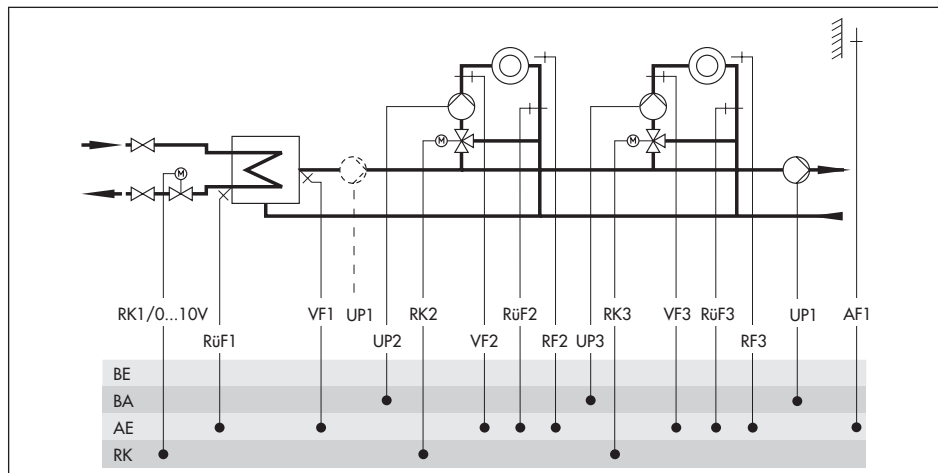 M
M
M
RK1/0...10V
VF1
UP1
RK2
RüF2
RK3
VF3
RüF3
UP1
AF1
RüF1
UP2
VF2
RF2
UP3
RF3
BE
BA
AE
RK